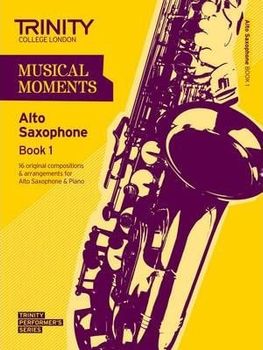 TRINITY
COLLEGE LONDON
MUSICAL
MOMENTS
Alto
Saxophone
Book 1
16 original compositions
& arrangements for
Alto Saxophone & Piano
TRINITY
PERFORMER'S
SERIES
Alto Saxophone BOOK 1